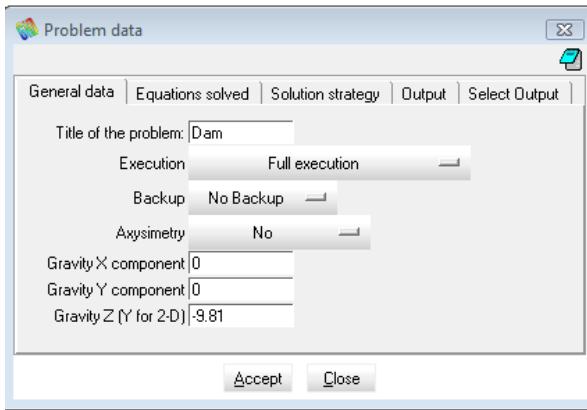 Problem data
General data Equations solved Solution strategy Output Select Output
Title of the problem: Dam
Execution Full execution
Backup No Backup
Axysimetry No
Gravity X component 0
Gravity Y component 0
Gravity Z (Y for 2-D) -9.81
Accept Close